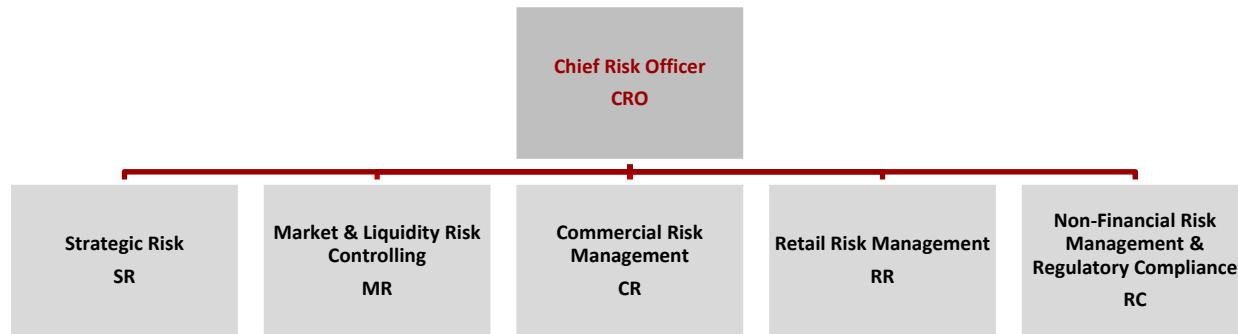 Chief Risk Officer
CRO
Strategic Risk
SR
Market & Liquidity Risk
Controlling
MR
Commercial Risk
Management
CR
Retail Risk Management
RR
Non-Financial Risk
Management &
Regulatory Compliance
RC